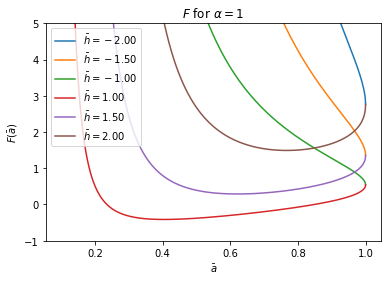 F for α = 1
5
4
3
2
1
0
−1
F(ā)
h̄ = −2.00
h̄ = −1.50
h̄ = −1.00
h̄ = 1.00
h̄ = 1.50
h̄ = 2.00
0.2 0.4 0.6 0.8 1.0
ā